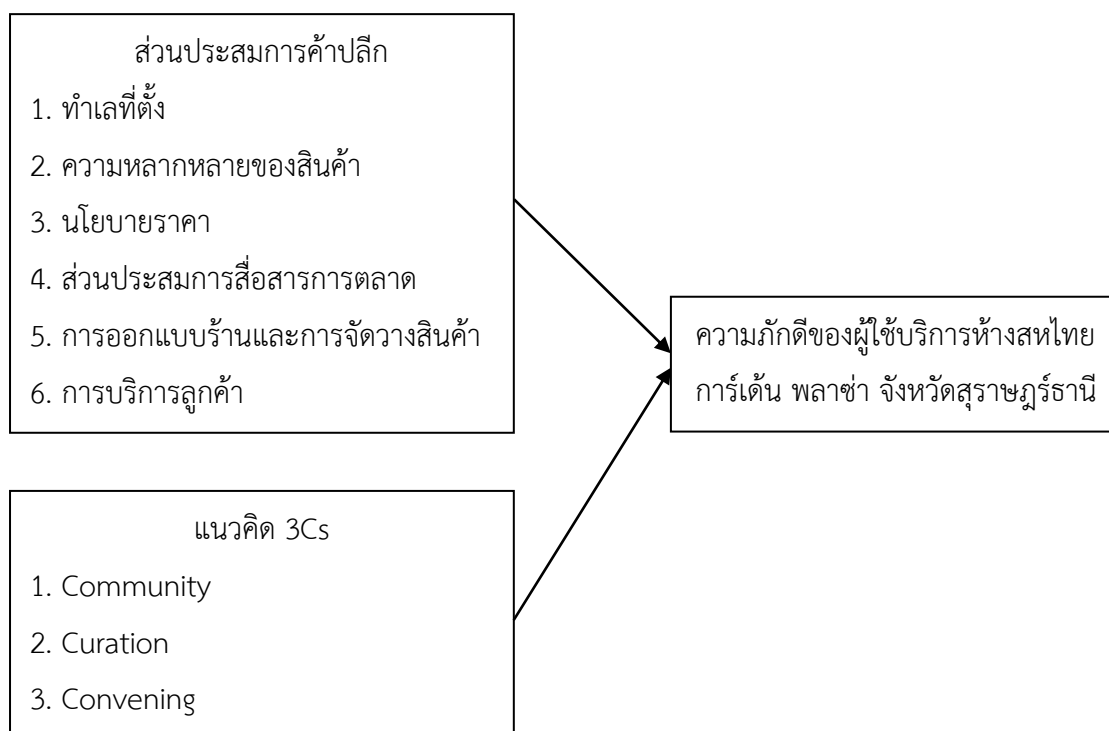 ส่วนประสมการค้าปลีก
1. ทำเลที่ตั้ง
2. ความหลากหลายของสินค้า
3. นโยบายราคา
4. ส่วนประสมการสื่อสารการตลาด
5. การออกแบบร้านและการจัดวางสินค้า
6. การบริการลูกค้า
ความภักดีของผู้ใช้บริการห้างสหไทย
การ์เด้น พลาซ่า จังหวัดสุราษฎร์ธานี
แนวคิด 3Cs
1. Community
2. Curation
3. Convening